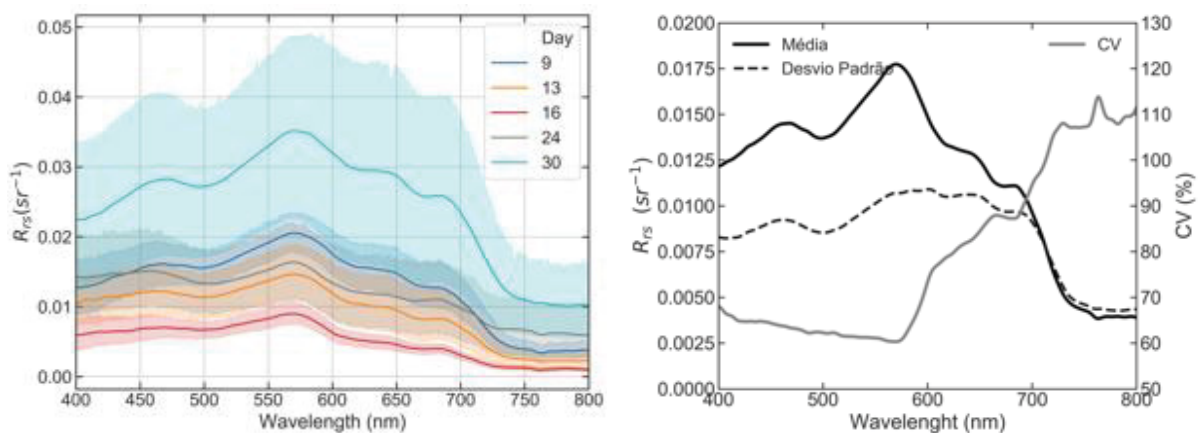 0.05
0.04
0.03
0.02
0.01
0.00
Rrs(sr−1)
400 450 500 550 600 650 700 750 800
Wavelength (nm)
Day
9
13
16
24
30
0.0200
0.0175
0.0150
0.0125
0.0100
0.0075
0.0050
0.0025
0.0000
Rrs (sr−1)
Média
Desvio Padrão
CV
400 500 600 700 800
Wavelenght (nm)
130
120
110
100
90
80
70
60
50
CV (%)